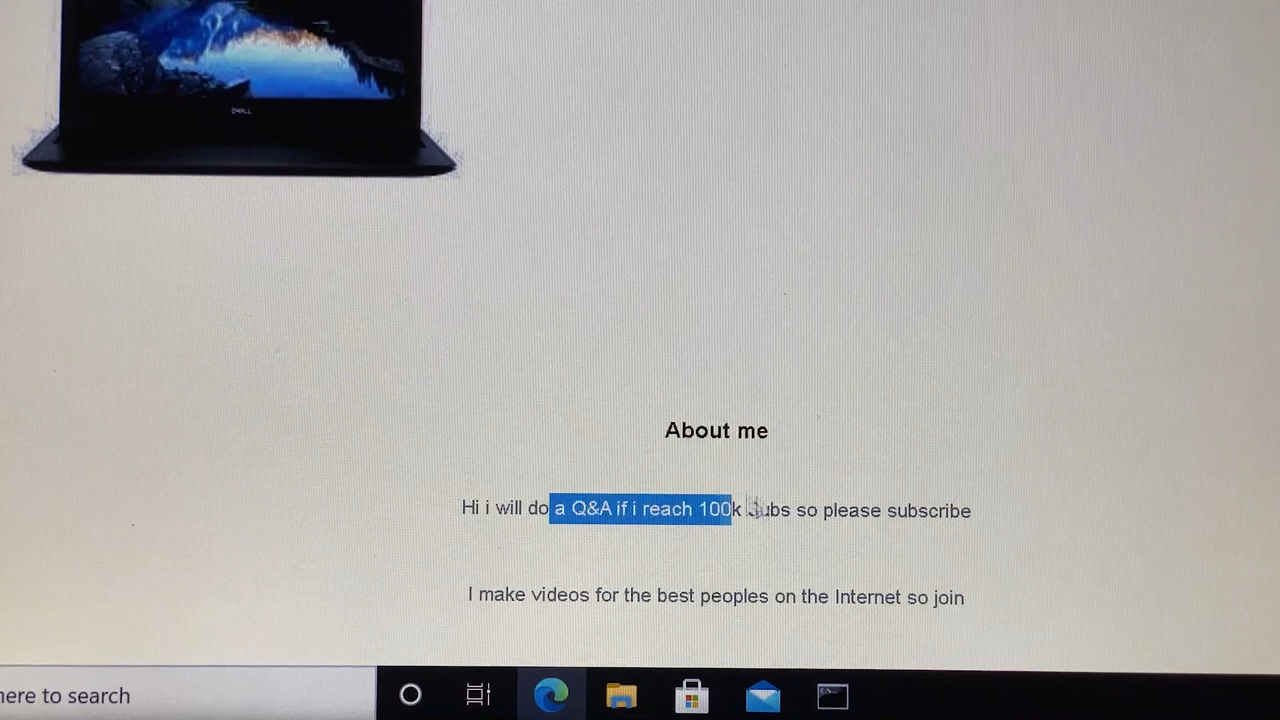 DELL
About me
Hi i will do a Q&A if i reach 100k subs so please subscribe
I make videos for the best peoples on the Internet so join
here to search